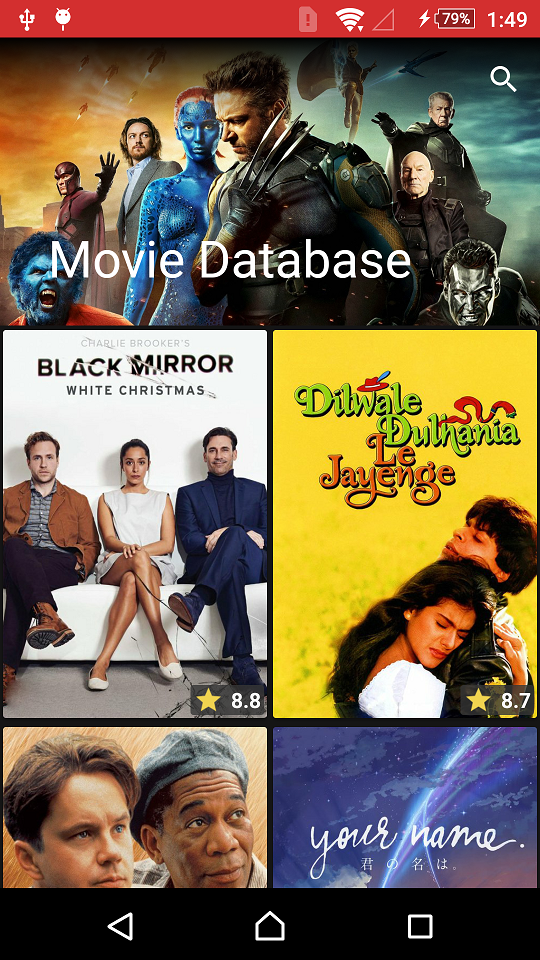 79% 1:49
Movie Database
CHARLIE BROOKER'S
BLACK MIRROR
WHITE CHRISTMAS
8.8
Dilwale
Dulhania
Le
Jayenge
8.7
your name.
君の名は。